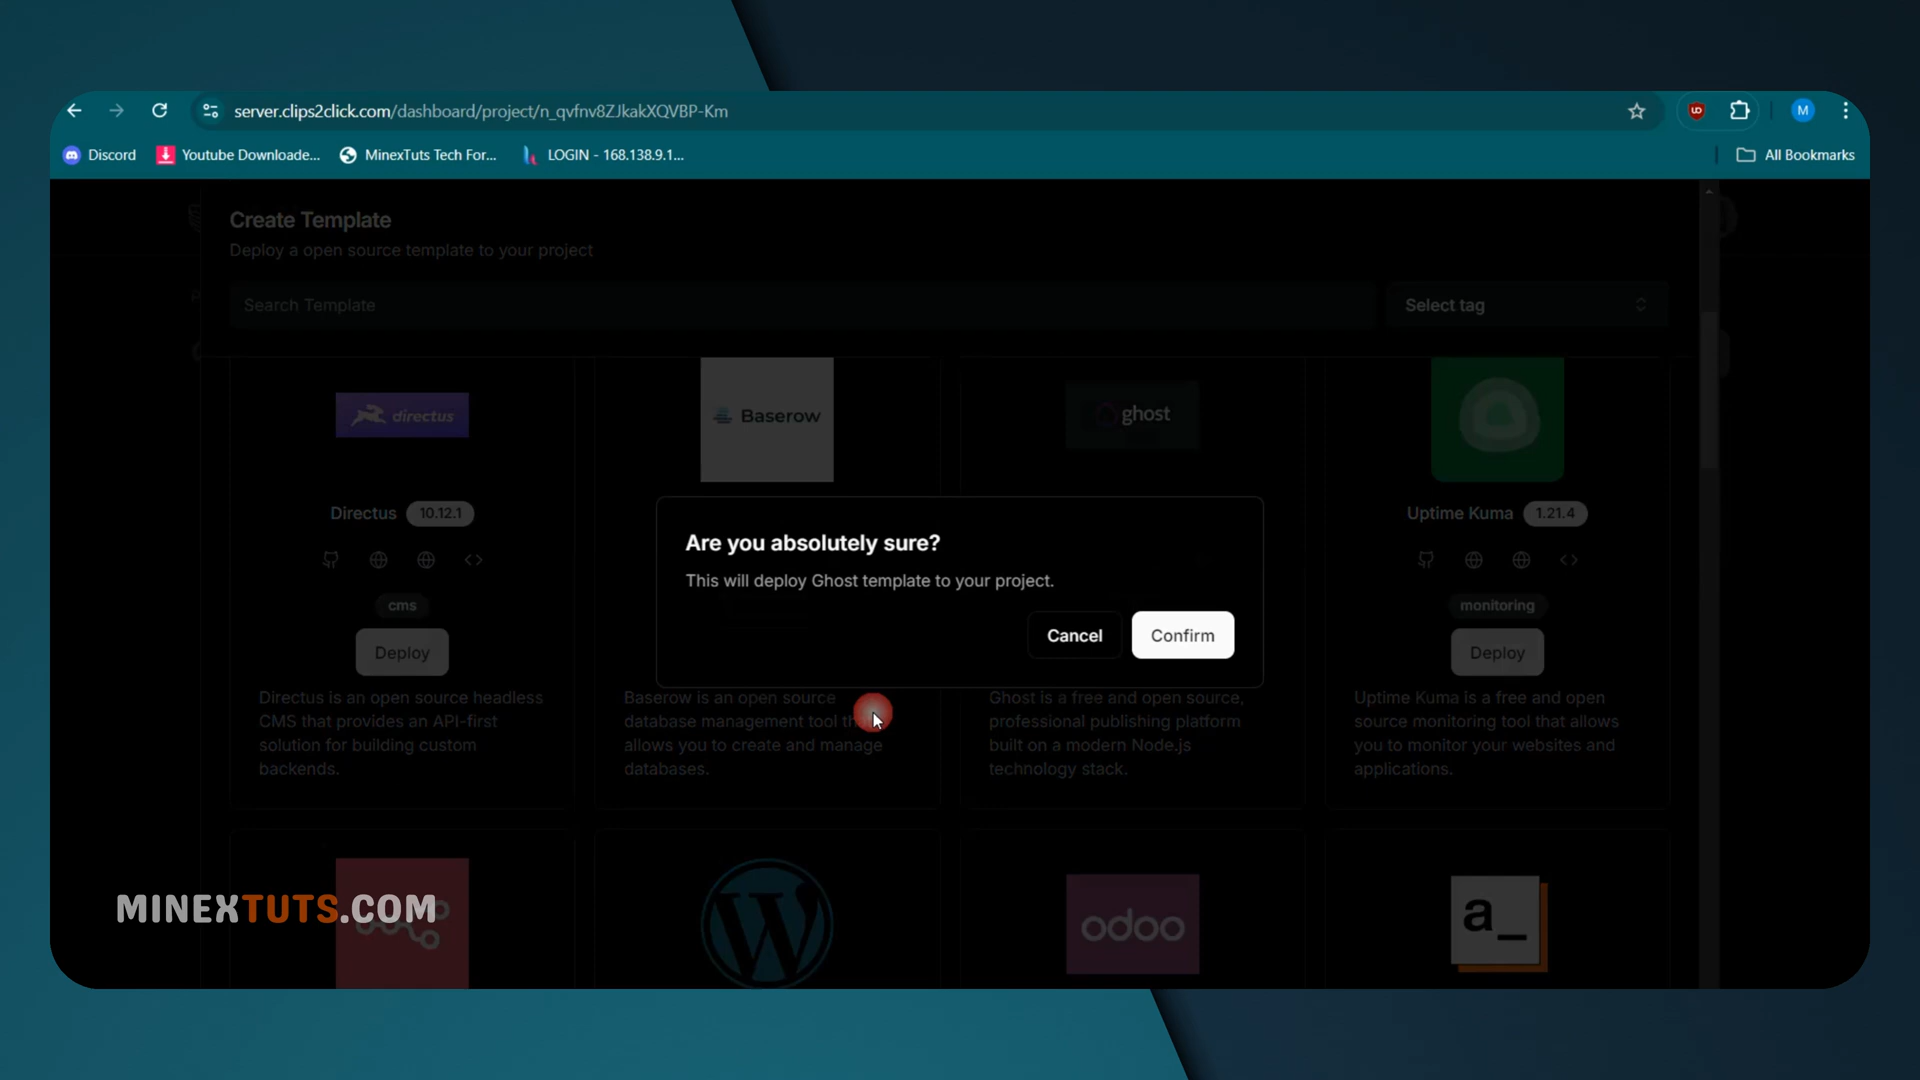 server.clips2click.com/dashboard/project/n_qvfnv8ZJkakXQVBP-Km
M
Discord
Youtube Downloade...
MinexTuts Tech For...
LOGIN - 168.138.9.1...
All Bookmarks
Create Template
Deploy a open source template to your project
Search Template
Select tag
directus
Baserow
ghost
Directus 10.12.1
Uptime Kuma 1.21.4
cms
monitoring
Deploy
Deploy
Are you absolutely sure?
This will deploy Ghost template to your project.
Cancel
Confirm
Directus is an open source headless
CMS that provides an API-first
solution for building custom
backends.
Baserow is an open source
database management tool
allows you to create and manage
databases.
Ghost is a free and open source,
professional publishing platform
built on a modern Node.js
technology stack.
Uptime Kuma is a free and open
source monitoring tool that allows
you to monitor your websites and
applications.
MINEXTUTS.COM
W
odoo
a_